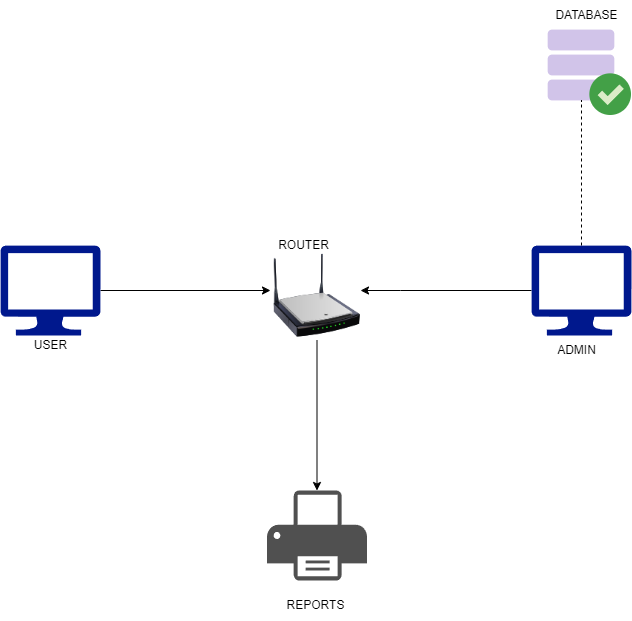 DATABASE
ROUTER
USER
ADMIN
REPORTS